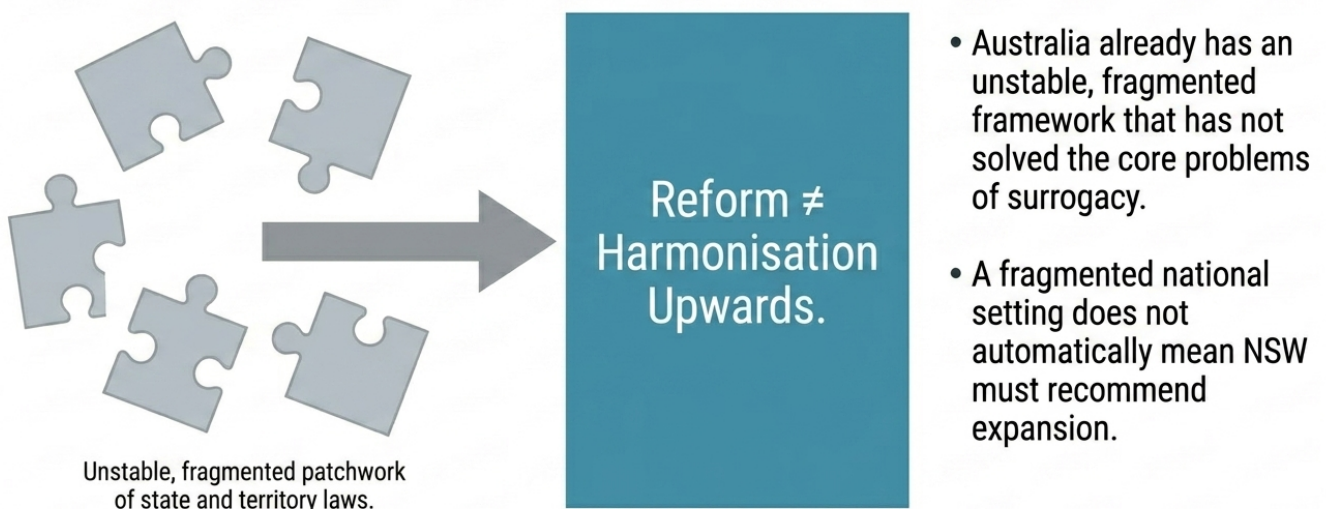 Unstable, fragmented patchwork
of state and territory laws.
Reform ≠
Harmonisation
Upwards.
• Australia already has an
unstable, fragmented
framework that has not
solved the core problems
of surrogacy.
• A fragmented national
setting does not
automatically mean NSW
must recommend
expansion.